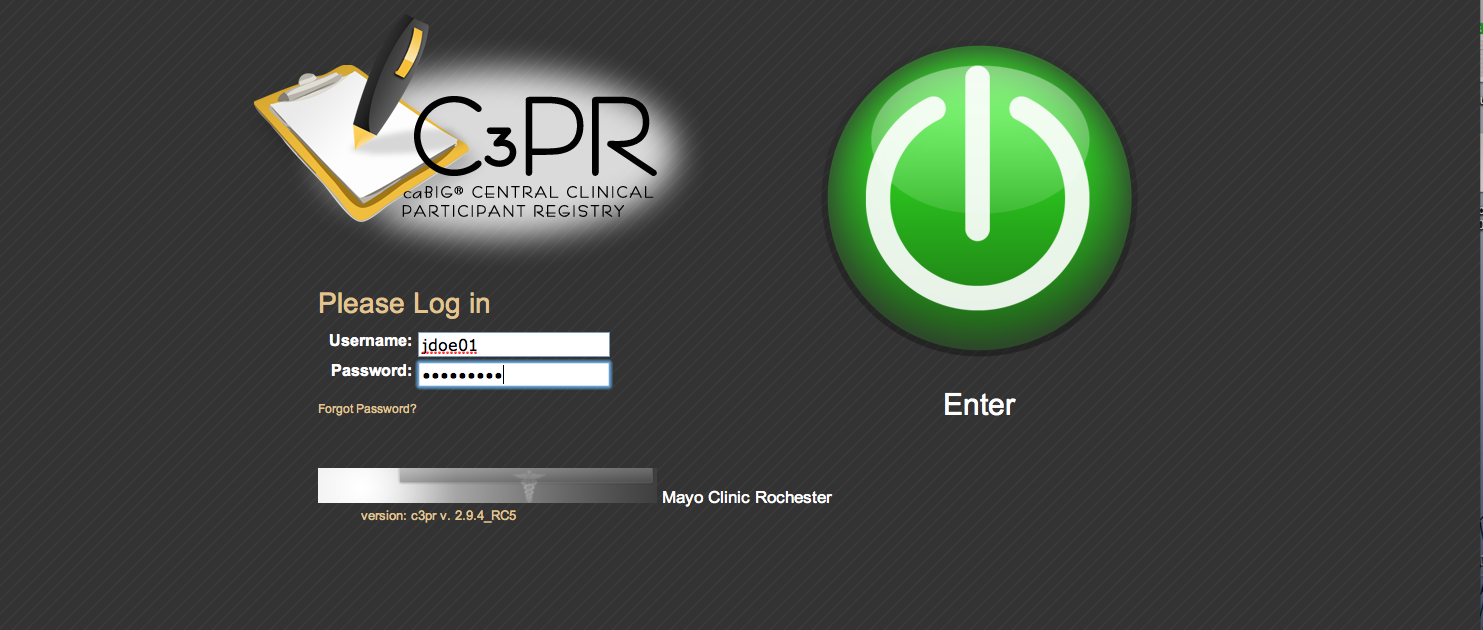 C3PR
caBIG® CENTRAL CLINICAL
PARTICIPANT REGISTRY
Please Log in
Username: jdoe01
Password: •••••••••
Forgot Password?
Enter
Mayo Clinic Rochester
version: c3pr v. 2.9.4_RC5